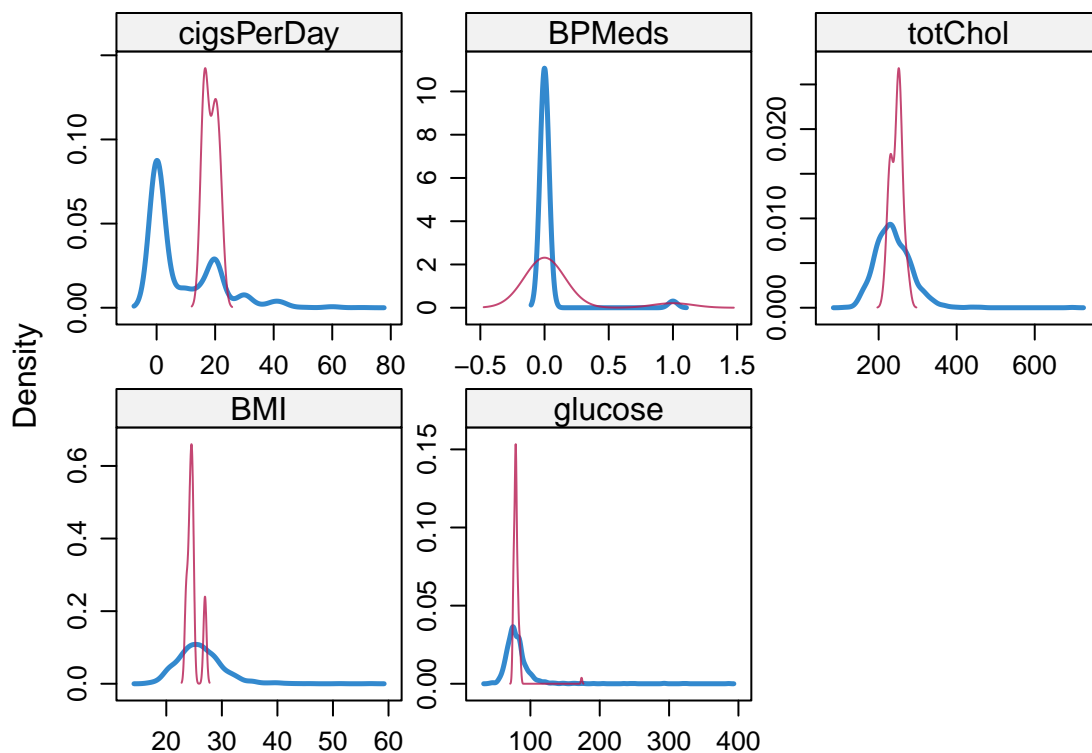 cigsPerDay
BPMeds
totChol
0.00 0.05 0.10
0 20 40 60 80
0 2 4 6 8 10
−0.5 0.0 0.5 1.0 1.5
0.000 0.010 0.020
200 400 600
Density
BMI
glucose
0.0 0.2 0.4 0.6
20 30 40 50 60
0.00 0.05 0.10 0.15
100 200 300 400